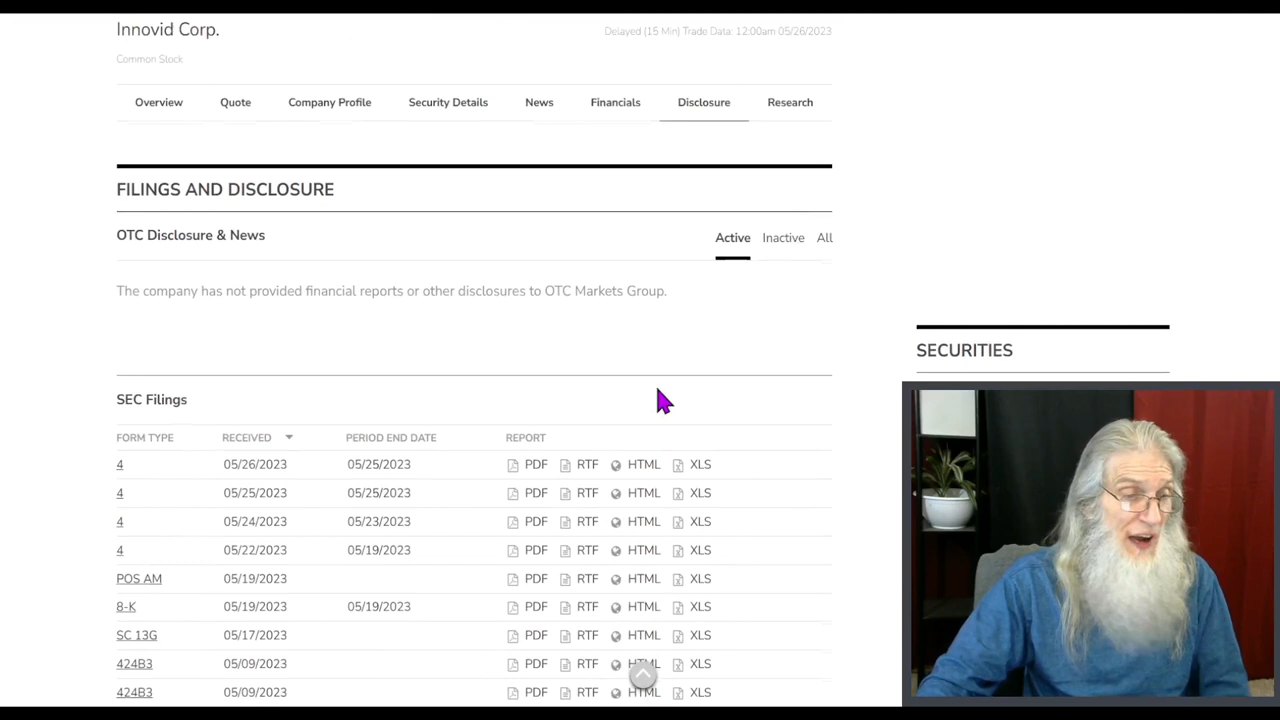 Innovid Corp.
Delayed (15 Min) Trade Data: 12:00am 05/26/2023
Common Stock
Overview Quote Company Profile Security Details News Financials Disclosure Research
FILINGS AND DISCLOSURE
OTC Disclosure & News
Active Inactive All
The company has not provided financial reports or other disclosures to OTC Markets Group.
SECURITIES
SEC Filings
FORM TYPE RECEIVED PERIOD END DATE REPORT
4 05/26/2023 05/25/2023 PDF RTF HTML XLS
4 05/25/2023 05/25/2023 PDF RTF HTML XLS
4 05/24/2023 05/23/2023 PDF RTF HTML XLS
4 05/22/2023 05/19/2023 PDF RTF HTML XLS
POS AM 05/19/2023 PDF RTF HTML XLS
8-K 05/19/2023 05/19/2023 PDF RTF HTML XLS
SC 13G 05/17/2023 PDF RTF HTML XLS
424B3 05/09/2023 PDF RTF HTML XLS
424B3 05/09/2023 PDF RTF HTML XLS